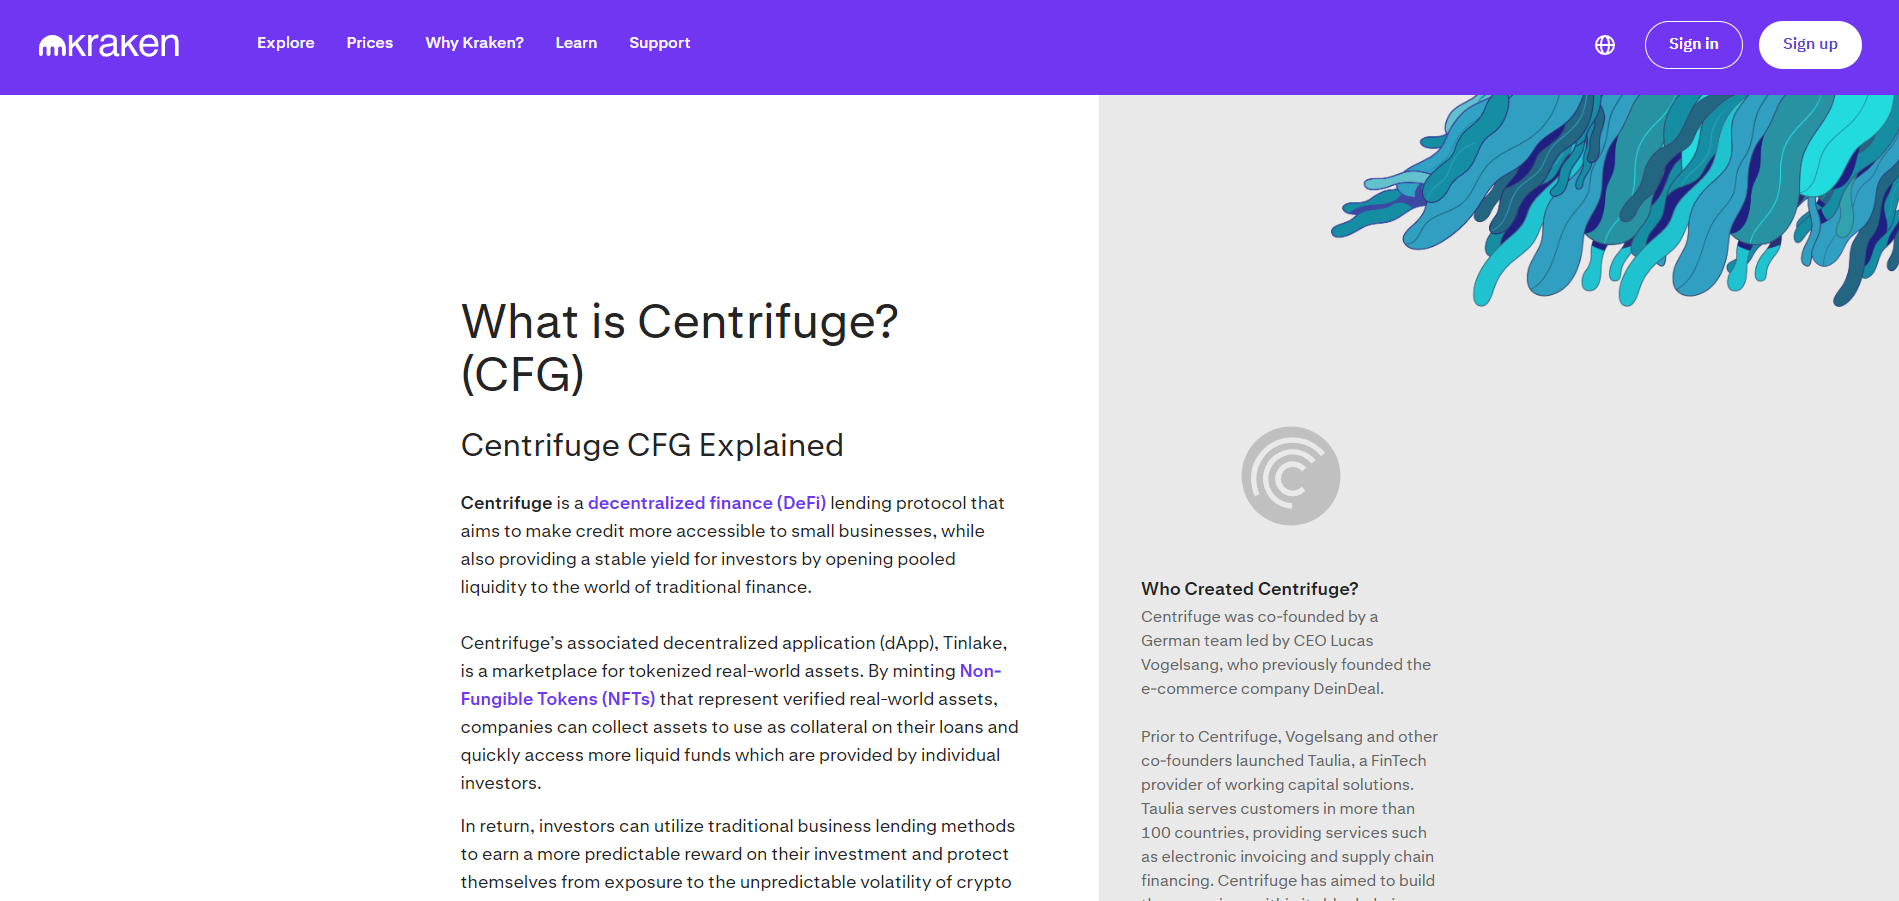 kraken
Explore Prices Why Kraken? Learn Support
Sign in Sign up
What is Centrifuge?
(CFG)
Centrifuge CFG Explained
Centrifuge is a decentralized finance (DeFi) lending protocol that
aims to make credit more accessible to small businesses, while
also providing a stable yield for investors by opening pooled
liquidity to the world of traditional finance.
Centrifuge’s associated decentralized application (dApp), Tinlake,
is a marketplace for tokenized real-world assets. By minting Non-
Fungible Tokens (NFTs) that represent verified real-world assets,
companies can collect assets to use as collateral on their loans and
quickly access more liquid funds which are provided by individual
investors.
In return, investors can utilize traditional business lending methods
to earn a more predictable reward on their investment and protect
themselves from exposure to the unpredictable volatility of crypto
Who Created Centrifuge?
Centrifuge was co-founded by a
German team led by CEO Lucas
Vogelsang, who previously founded the
e-commerce company DeinDeal.
Prior to Centrifuge, Vogelsang and other
co-founders launched Taulia, a FinTech
provider of working capital solutions.
Taulia serves customers in more than
100 countries, providing services such
as electronic invoicing and supply chain
financing. Centrifuge has aimed to build